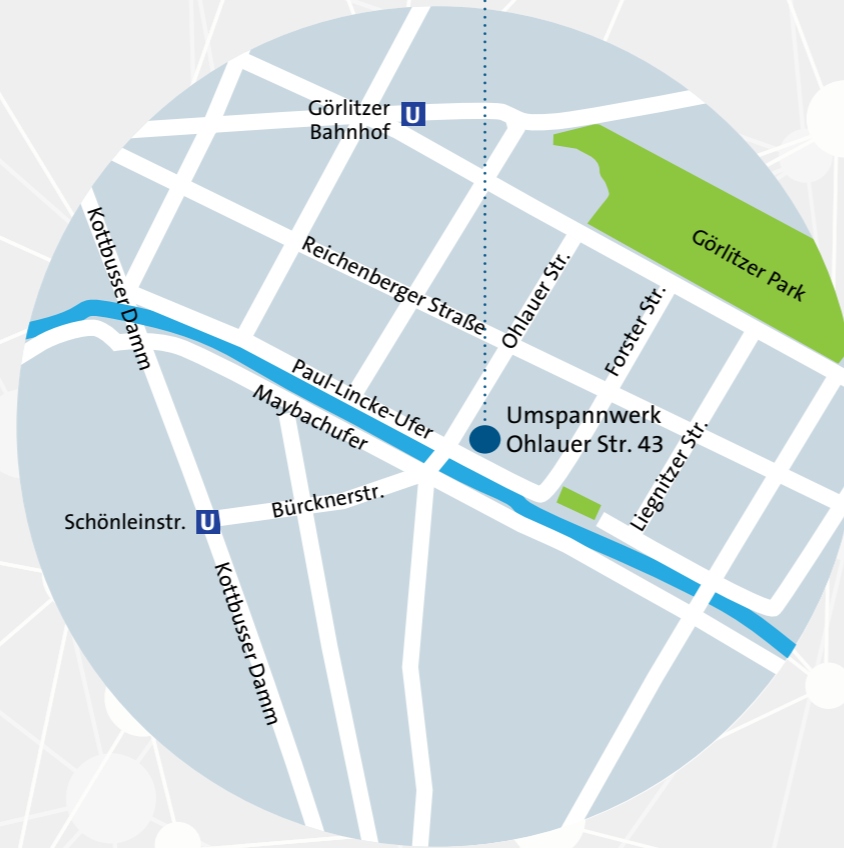 Görlitzer
Bahnhof
U
Görlitzer Park
Kottbusser Damm
Reichenberger Straße
Ohlauer Str.
Forster Str.
Paul-Lincke-Ufer
Maybachufer
Umspannwerk
Ohlauer Str. 43
Liegnitzer Str.
Bürcknerstr.
Schönleinstr.
U
Kottbusser Damm